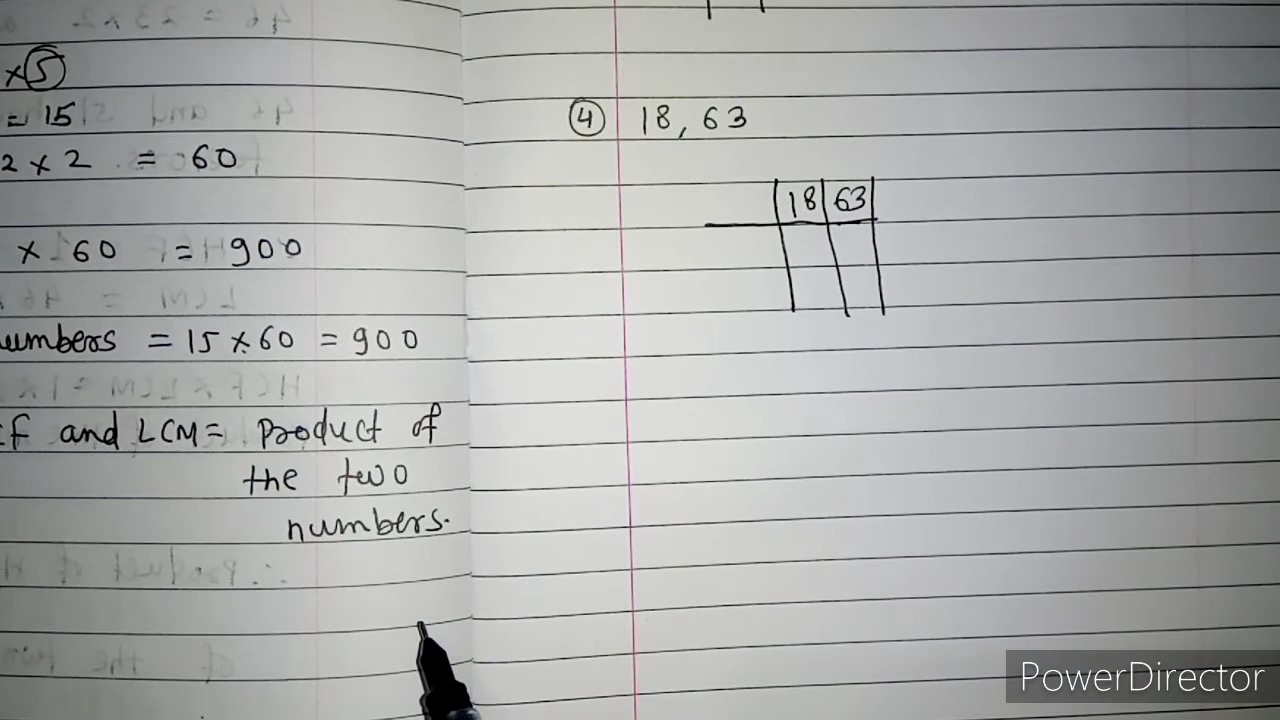 ×5
= 15
2 × 2 = 60
× 60 = 900
umbers = 15 × 60 = 900
CF and LCM = Product of
the two
numbers.
4 18, 63
18 63
PowerDirector